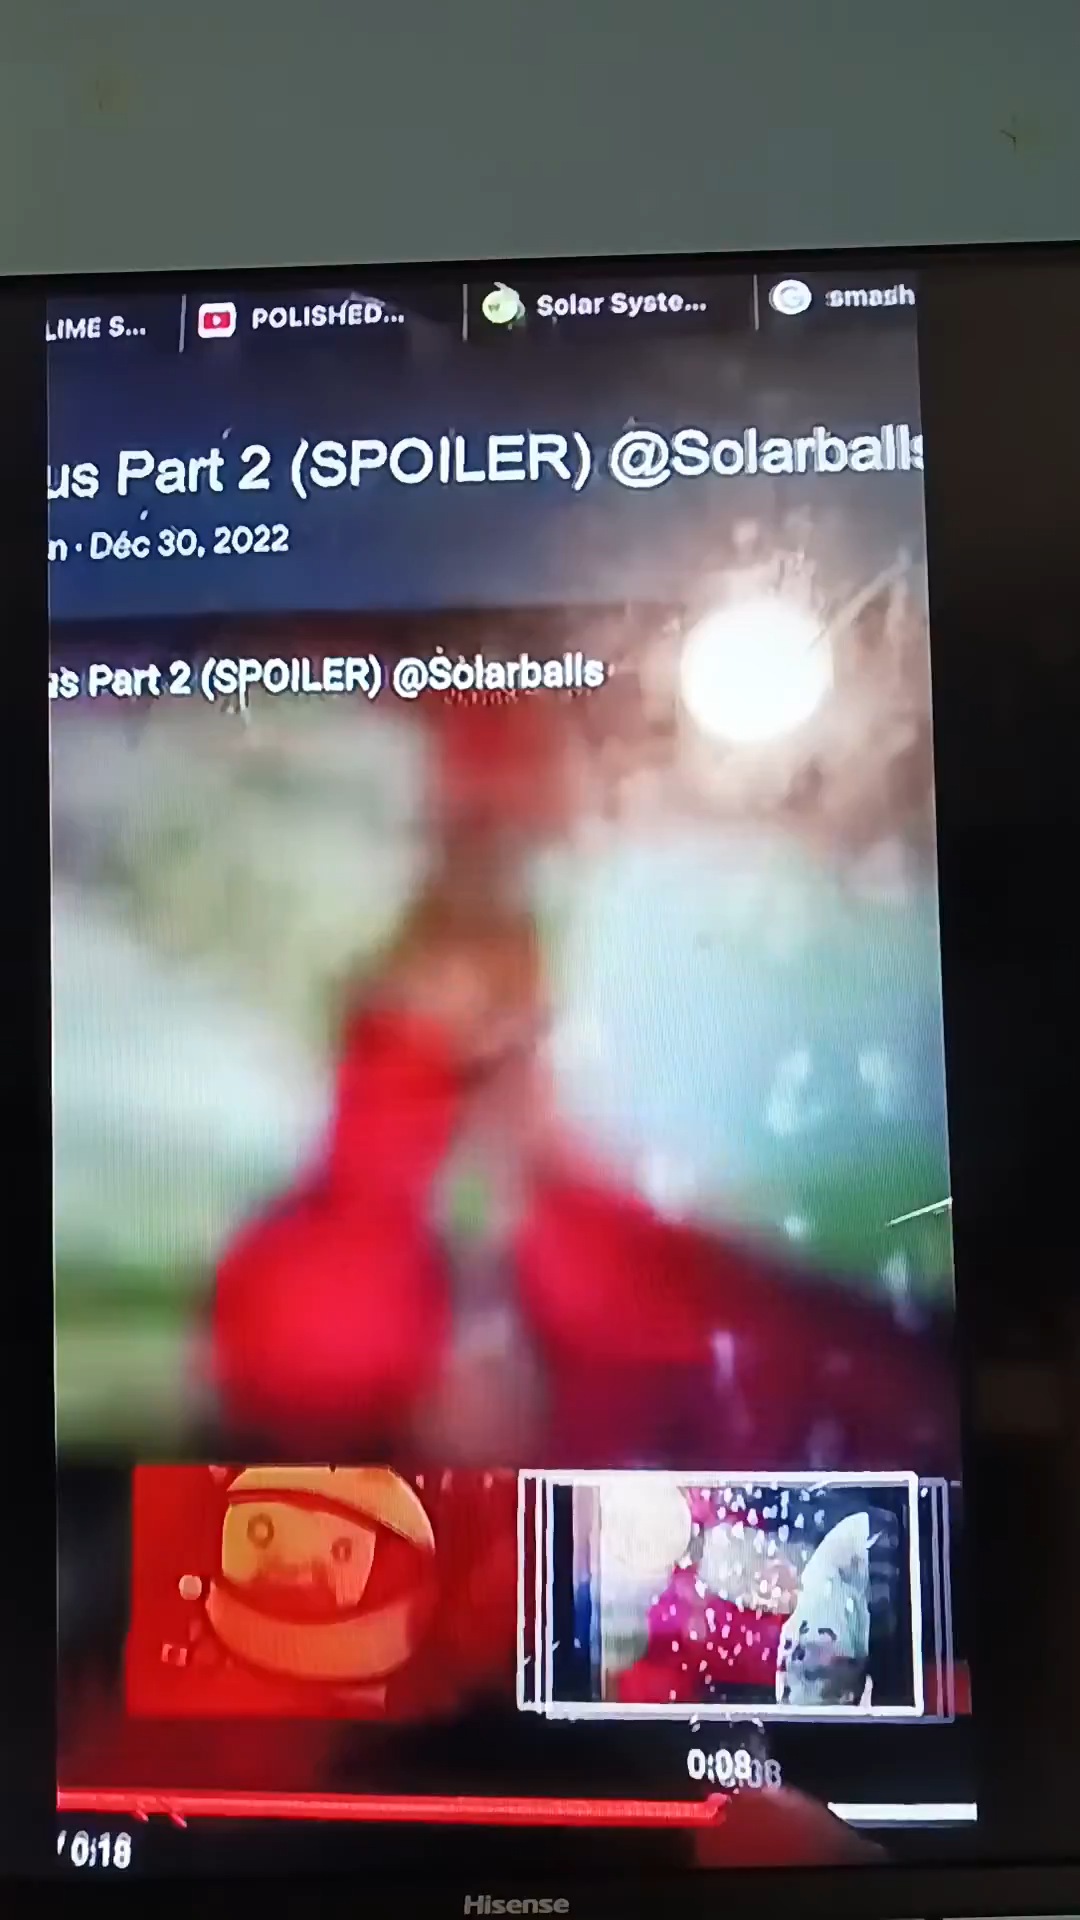 LIME S...
POLISHED...
Solar Syste...
smash
us Part 2 (SPOILER) @Solarballs
n · Dec 30, 2022
us Part 2 (SPOILER) @Solarballs
0:08
/ 0:18
Hisense